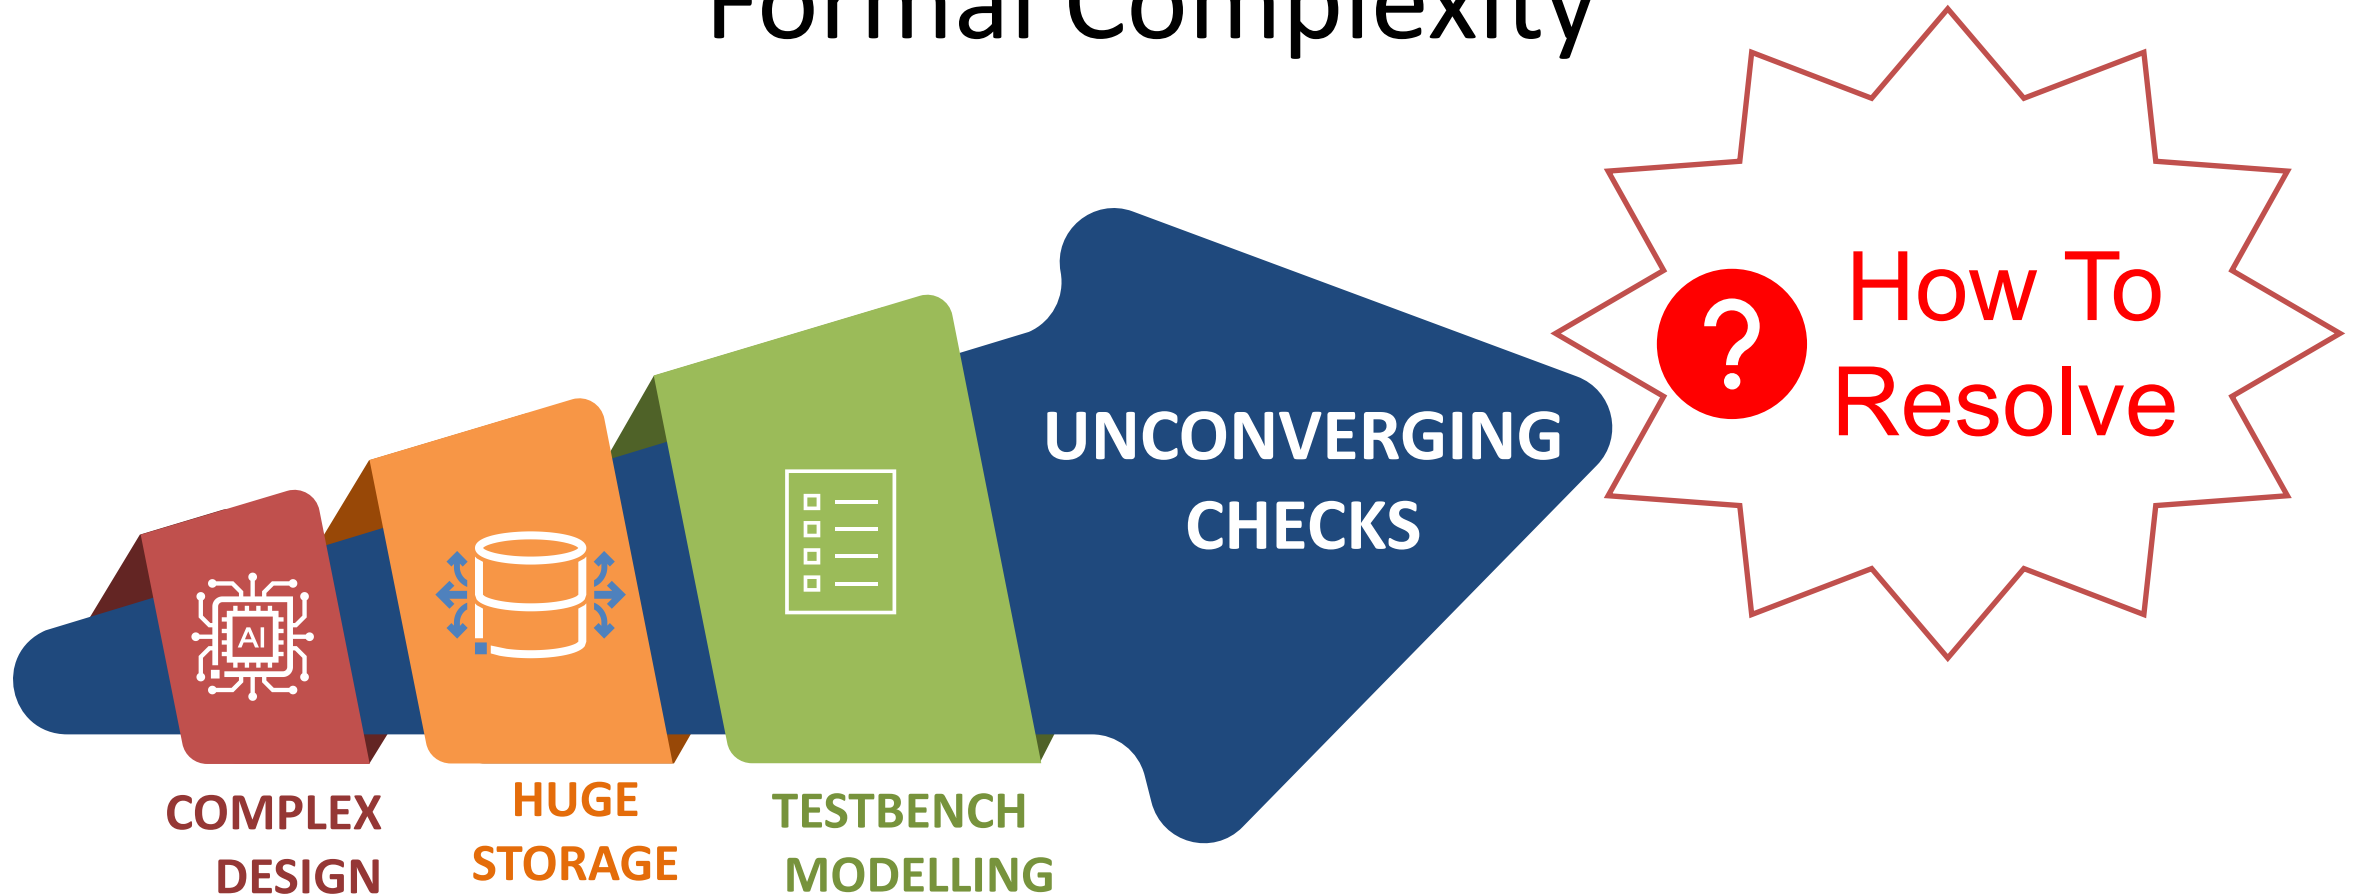 Formal Complexity
How To
Resolve
?
UNCONVERGING
CHECKS
AI
COMPLEX
DESIGN
HUGE
STORAGE
TESTBENCH
MODELLING